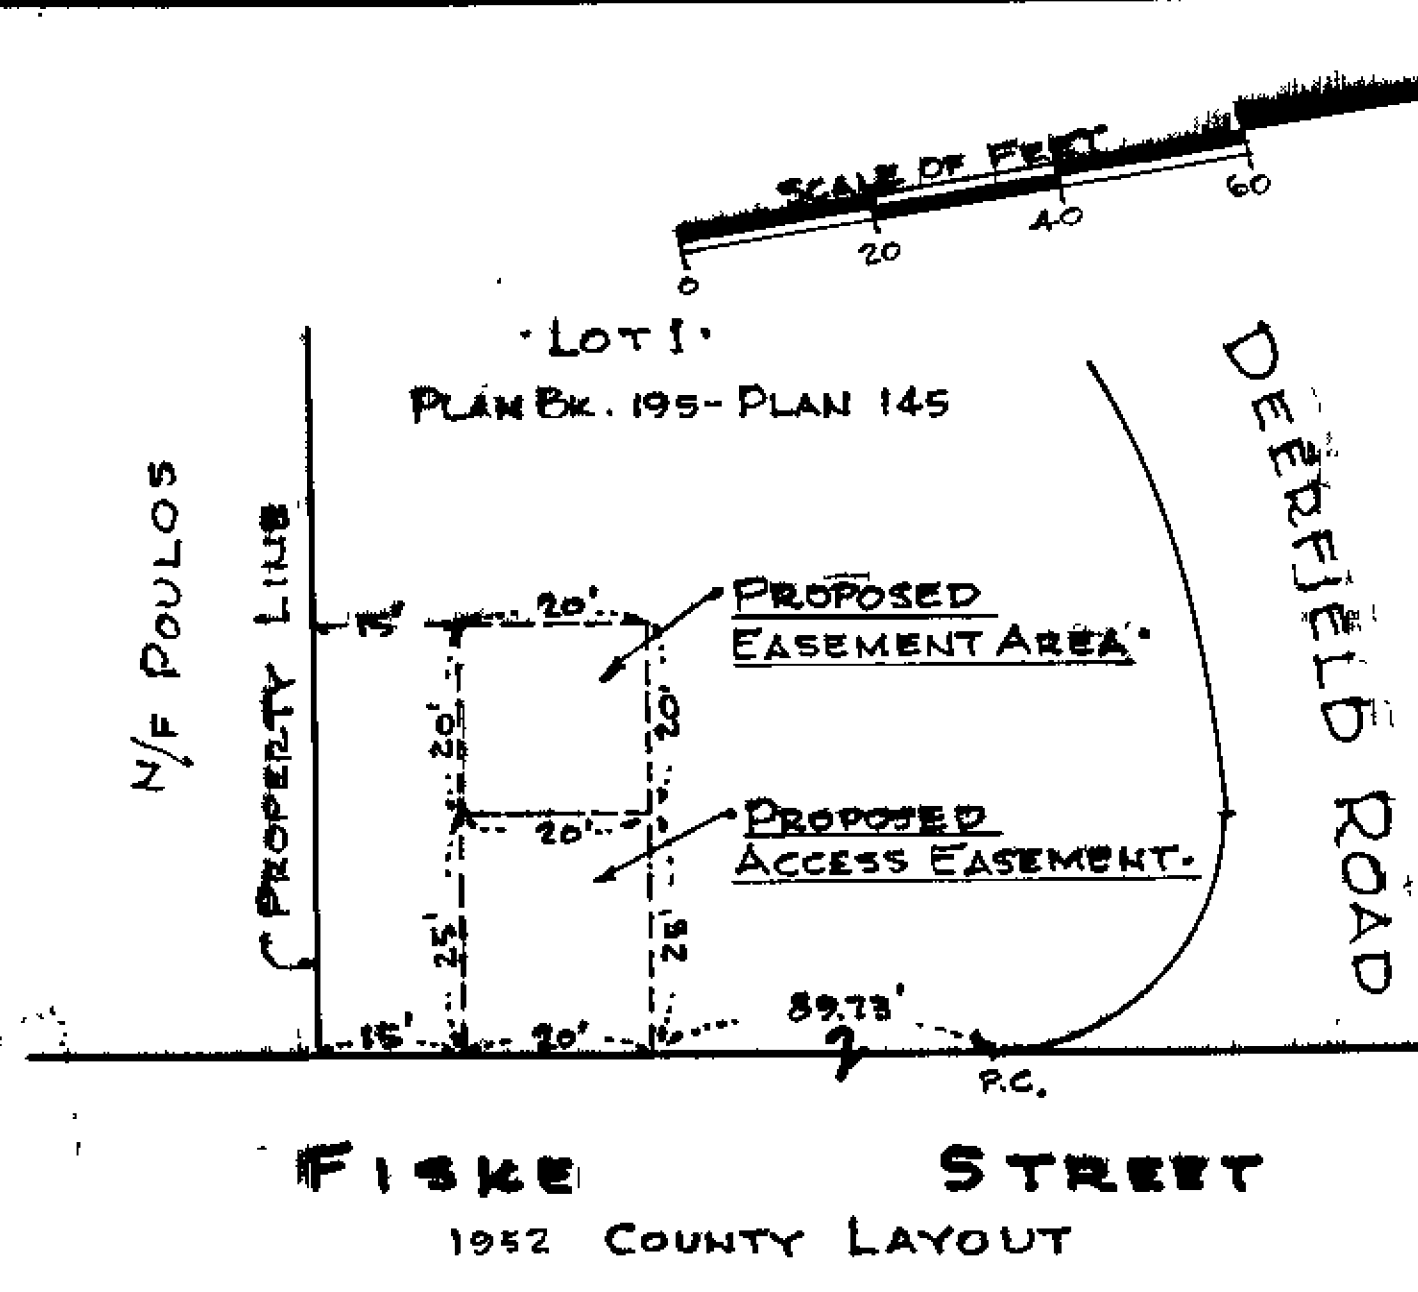 SCALE OF FEET
0 20 40 60
· LOT 1 ·
PLAN BK. 195 - PLAN 145
DEERFIELD ROAD
N/F POULOS
PROPERTY LINE
15' 20'
PROPOSED
EASEMENT AREA.
20' 20'
20'
PROPOSED
ACCESS EASEMENT.
25' 25'
15' 20' 89.73'
P.C.
FISKE STREET
1952 COUNTY LAYOUT